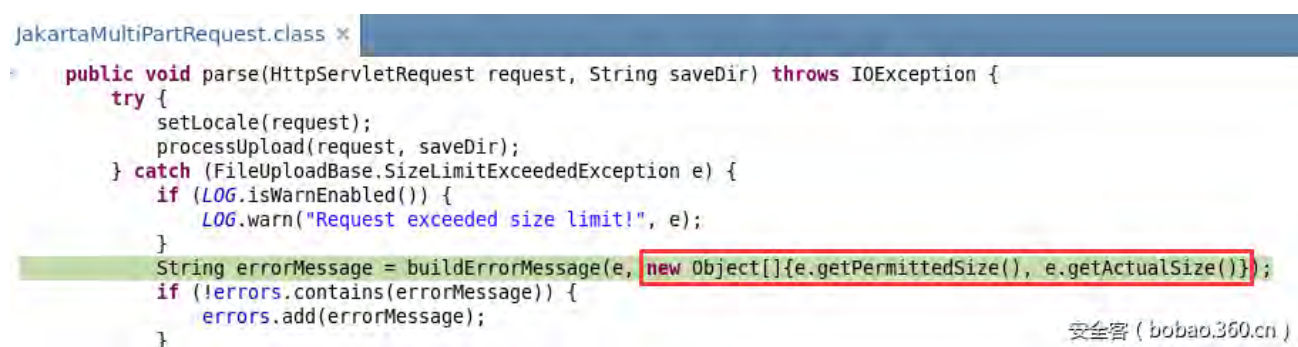 JakartaMultiPartRequest.class ×
public void parse(HttpServletRequest request, String saveDir) throws IOException {
try {
setLocale(request);
processUpload(request, saveDir);
} catch (FileUploadBase.SizeLimitExceededException e) {
if (LOG.isWarnEnabled()) {
LOG.warn("Request exceeded size limit!", e);
}
String errorMessage = buildErrorMessage(e, new Object[]{e.getPermittedSize(), e.getActualSize()});
if (!errors.contains(errorMessage)) {
errors.add(errorMessage);
}
安全客 ( bobao.360.cn )